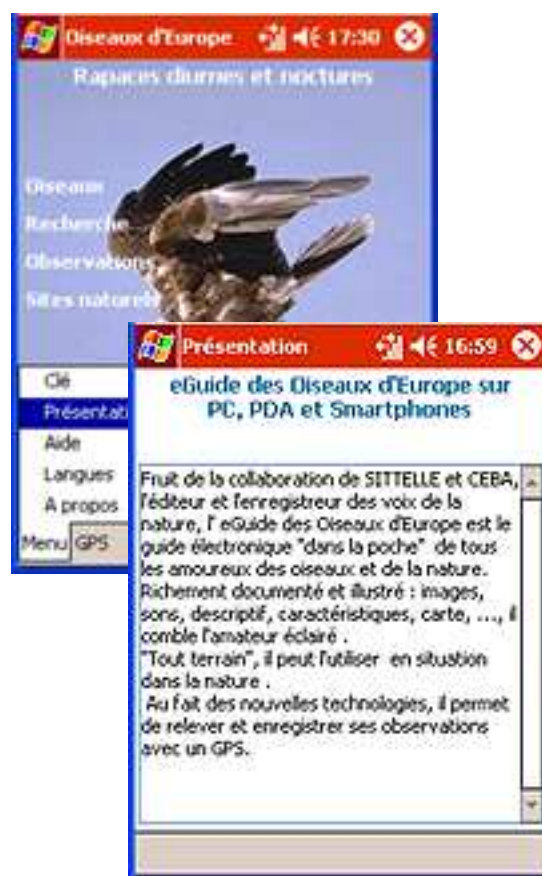 Oiseaux d'Europe 17:30
Rapaces diurnes et noctures
Oiseaux
Recherche
Observations
Sites naturels
Clé
Présentati
Aide
Langues
A propos
Menu GPS
Présentation 16:59
eGuide des Oiseaux d'Europe sur
PC, PDA et Smartphones
Fruit de la collaboration de SITTELLE et CEBA,
l'éditeur et l'enregistreur des voix de la
nature, l' eGuide des Oiseaux d'Europe est le
guide électronique "dans la poche" de tous
les amoureux des oiseaux et de la nature.
Richement documenté et illustré : images,
sons, descriptif, caractéristiques, carte, ..., il
comble l'amateur éclairé .
"Tout terrain", il peut l'utiliser en situation
dans la nature .
Au fait des nouvelles technologies, il permet
de relever et enregistrer ses observations
avec un GPS.